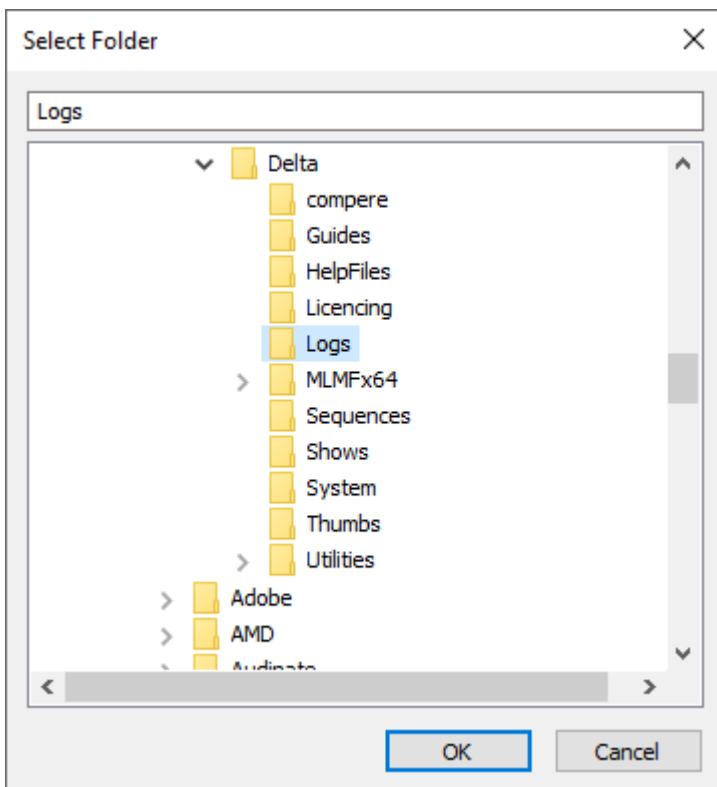 Select Folder
Logs
Delta
compere
Guides
HelpFiles
Licencing
Logs
MLMFx64
Sequences
Shows
System
Thumbs
Utilities
Adobe
AMD
Audinate
OK
Cancel